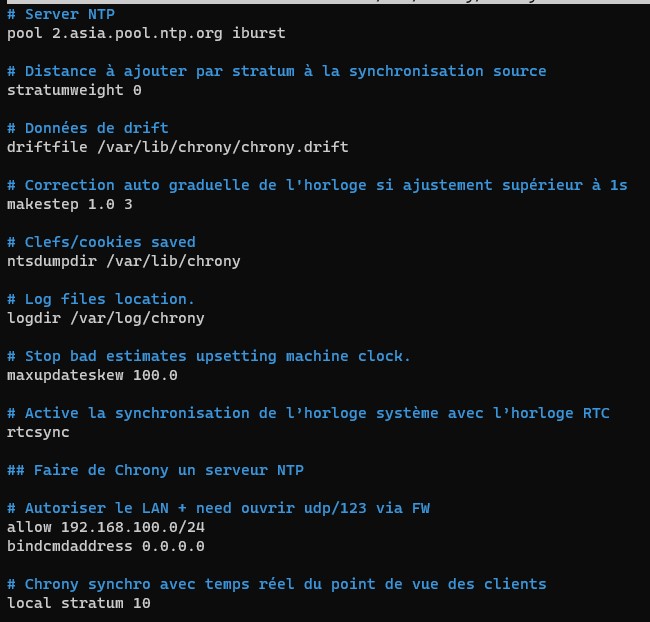 # Server NTP
pool 2.asia.pool.ntp.org iburst
# Distance à ajouter par stratum à la synchronisation source
stratumweight 0
# Données de drift
driftfile /var/lib/chrony/chrony.drift
# Correction auto graduelle de l'horloge si ajustement supérieur à 1s
makestep 1.0 3
# Clefs/cookies saved
ntsdumpdir /var/lib/chrony
# Log files location.
logdir /var/log/chrony
# Stop bad estimates upsetting machine clock.
maxupdateskew 100.0
# Active la synchronisation de l’horloge système avec l’horloge RTC
rtcsync
## Faire de Chrony un serveur NTP
# Autoriser le LAN + need ouvrir udp/123 via FW
allow 192.168.100.0/24
bindcmdaddress 0.0.0.0
# Chrony synchro avec temps réel du point de vue des clients
local stratum 10